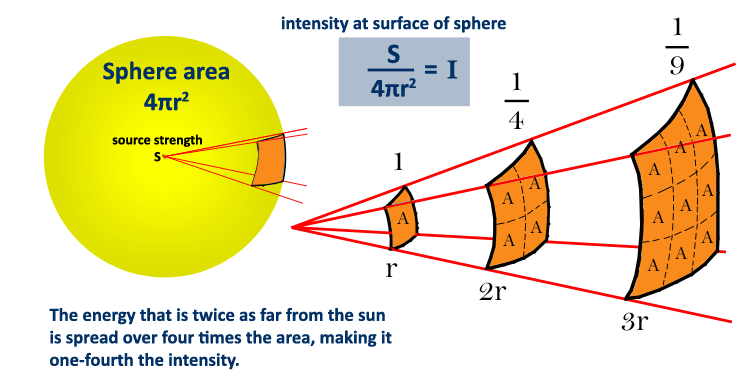 intensity at surface of sphere
S
4πr² = I
Sphere area
4πr²
source strength
S
1
1
4
1
9
A
A
A
A
A
A
A
A
A
A
A
A
A
A
r
2r
3r
The energy that is twice as far from the sun
is spread over four times the area, making it
one-fourth the intensity.